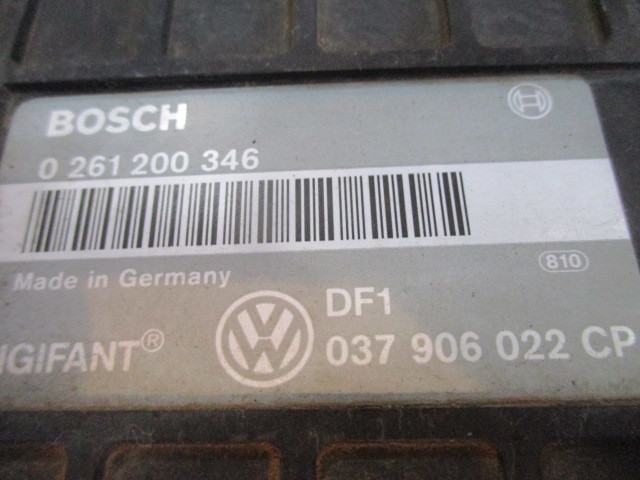 BOSCH
0 261 200 346
Made in Germany
810
DF1
IGIFANT®
037 906 022 CP